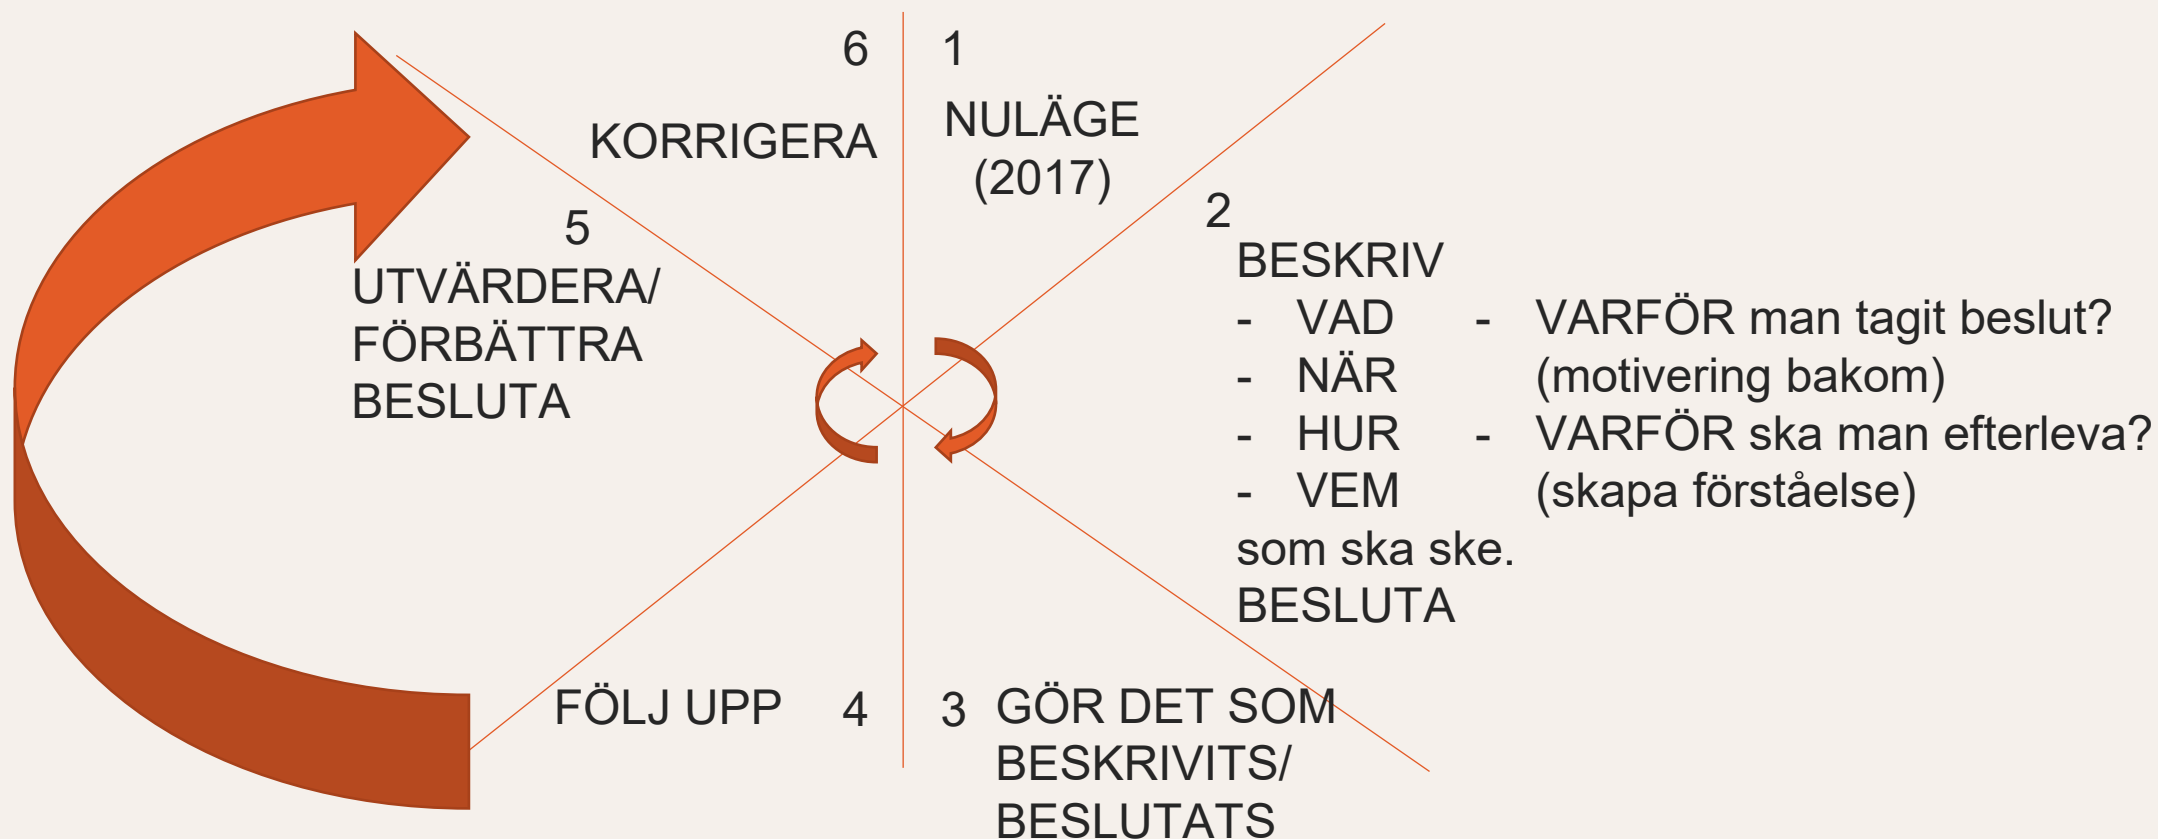 6
KORRIGERA
1
NULÄGE
(2017)
2
BESKRIV
- VAD - VARFÖR man tagit beslut?
- NÄR (motivering bakom)
- HUR - VARFÖR ska man efterleva?
- VEM (skapa förståelse)
som ska ske.
BESLUTA
3 GÖR DET SOM
BESKRIVITS/
BESLUTATS
FÖLJ UPP 4
5
UTVÄRDERA/
FÖRBÄTTRA
BESLUTA